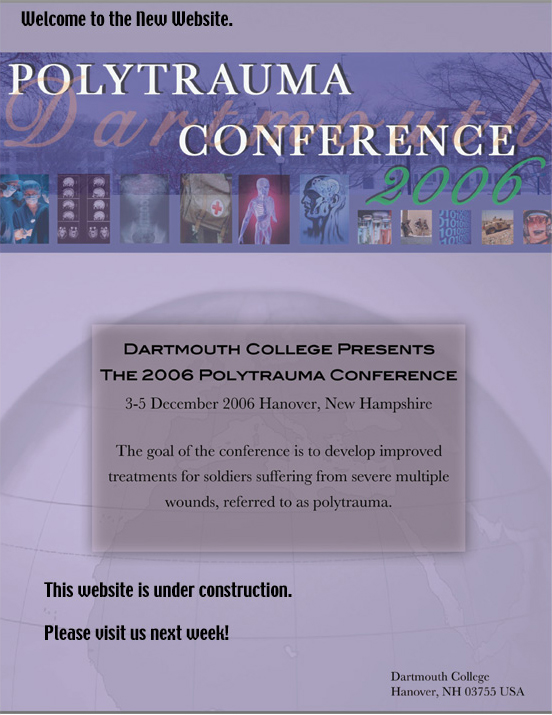 Welcome to the New Website.
POLYTRAUMA
Dartmouth
CONFERENCE
2006
DARTMOUTH COLLEGE PRESENTS
THE 2006 POLYTRAUMA CONFERENCE
3-5 December 2006 Hanover, New Hampshire
The goal of the conference is to develop improved
treatments for soldiers suffering from severe multiple
wounds, referred to as polytrauma.
This website is under construction.
Please visit us next week!
Dartmouth College
Hanover, NH 03755 USA